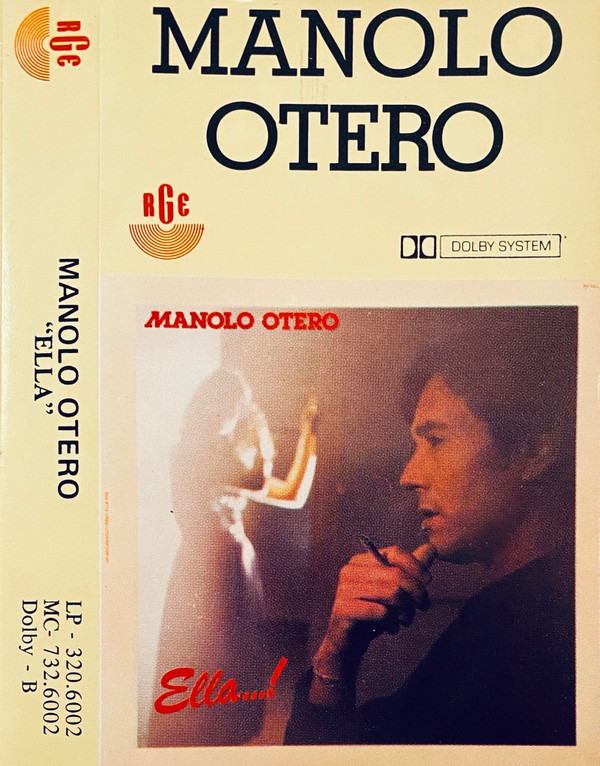 RGE
MANOLO OTERO
"ELLA"
LP - 320.6002
MC- 732.6002
Dolby - B
MANOLO
OTERO
RGE
DOLBY SYSTEM
MANOLO OTERO
Ella....!